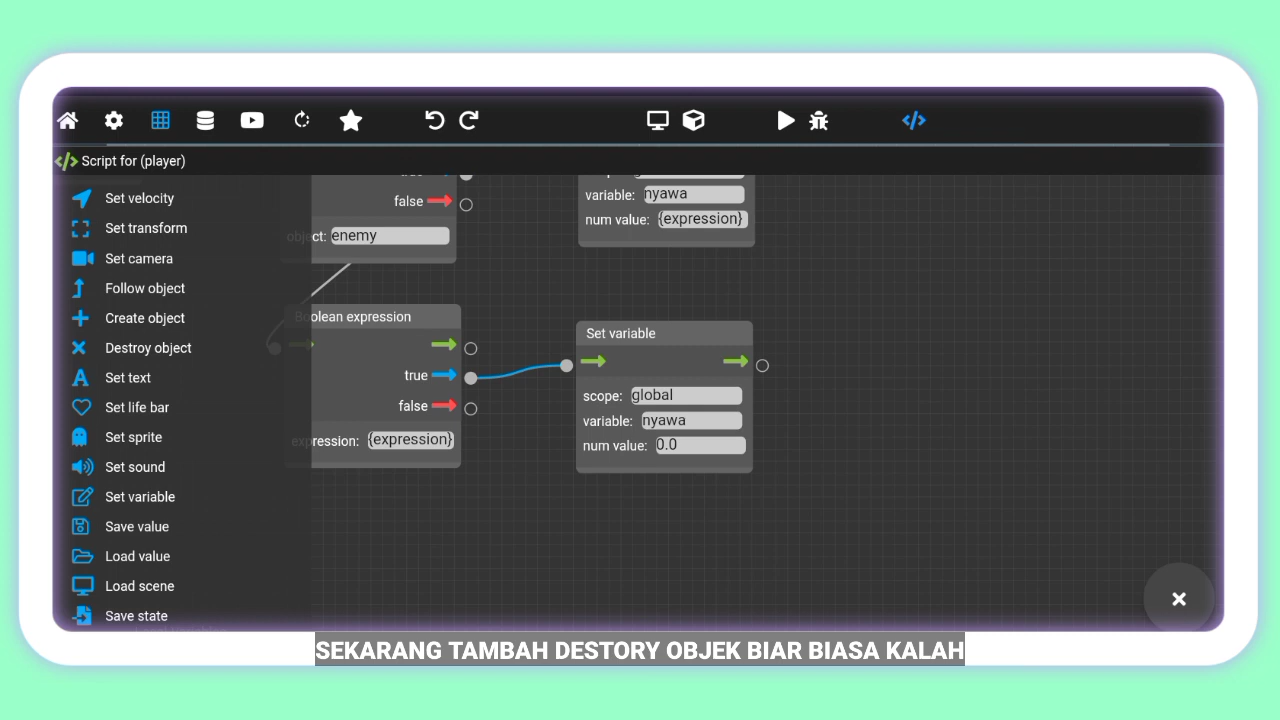 </> Script for (player)
Set velocity
Set transform
Set camera
Follow object
Create object
Destroy object
Set text
Set life bar
Set sprite
Set sound
Set variable
Save value
Load value
Load scene
Save state
false
object: enemy
variable: nyawa
num value: {expression}
Boolean expression
true
false
expression: {expression}
Set variable
scope: global
variable: nyawa
num value: 0.0
SEKARANG TAMBAH DESTORY OBJEK BIAR BIASA KALAH